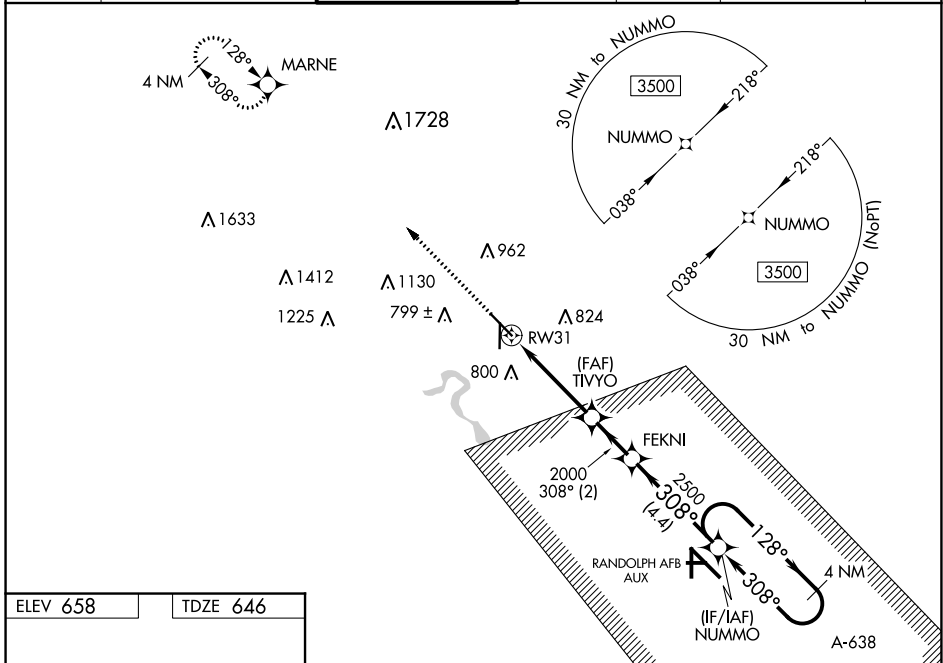 128°
308°
4 NM
MARNE
30 NM to NUMMO
3500
218°
NUMMO
038°
1728
218°
NUMMO
038°
3500
30 NM to NUMMO (NoPT)
1633
962
1412
1130
1225
799 ±
824
RW31
800
(FAF)
TIVYO
FEKNI
2000
308° (2)
2500
308°
(4.4)
128°
4 NM
308°
RANDOLPH AFB
AUX
(IF/IAF)
NUMMO
A-638
ELEV 658
TDZE 646